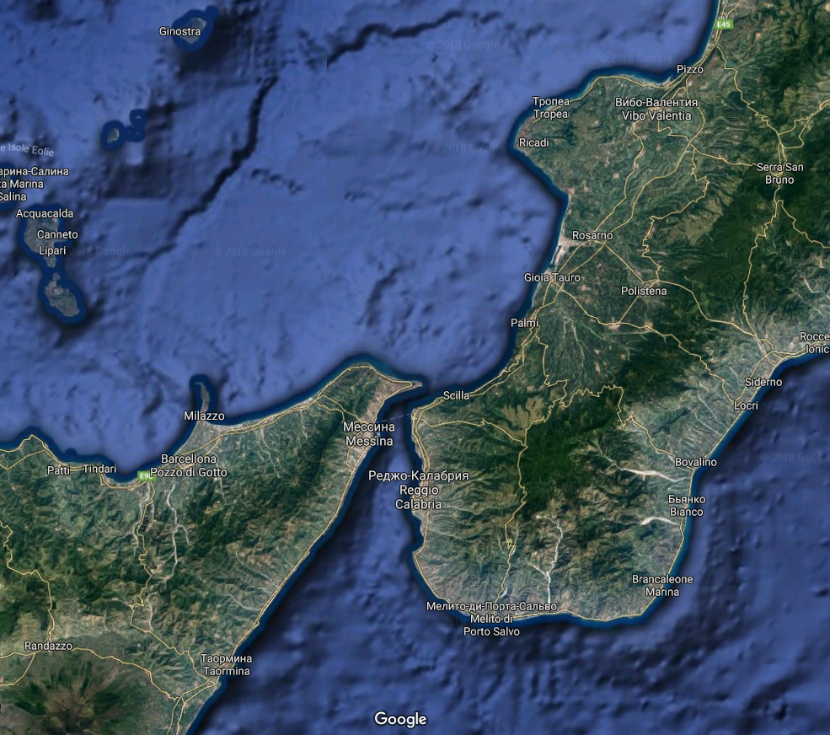 Ginostra
E45
Pizzo
Тропеа
Tropea
Вибо-Валентия
Vibo Valentia
Ricadi
e Isole Eolie
арина-Салина
ta Marina
Salina
Serra San
Bruno
Acquacalda
Canneto
Lipari
Rosarno
Gioia Tauro
Polistena
Palmi
Rocce
Ionic
Siderno
Scilla
Locri
Milazzo
Мессина
Messina
Barcellona
Pozzo di Gotto
Patti
Tindari
Bovalino
Реджо-Калабрия
Reggio
Calabria
Бьянко
Bianco
Brancaleone
Marina
Мелито-ди-Порта-Сальво
Melito di
Porto Salvo
Randazzo
Таормина
Taormina
Google